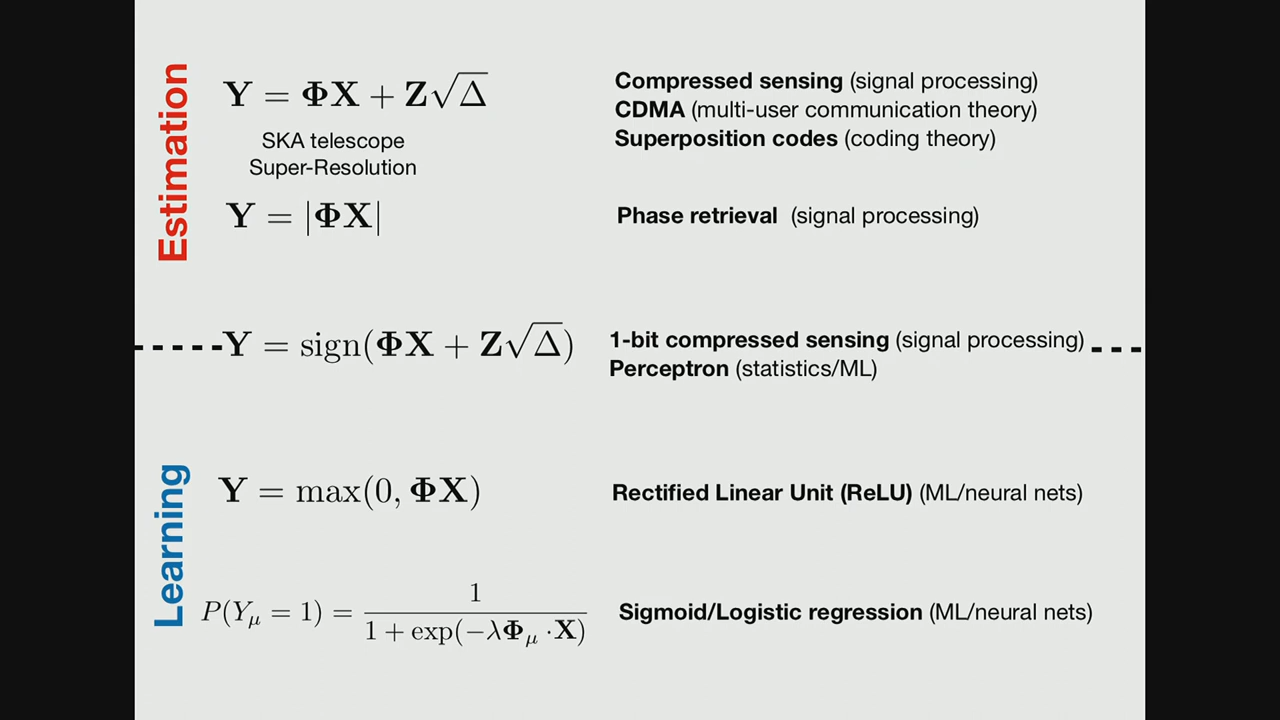 Estimation
Y = ΦX + Z√Δ
SKA telescope
Super-Resolution
Compressed sensing (signal processing)
CDMA (multi-user communication theory)
Superposition codes (coding theory)
Y = |ΦX|
Phase retrieval (signal processing)
Y = sign(ΦX + Z√Δ)
1-bit compressed sensing (signal processing)
Perceptron (statistics/ML)
Learning
Y = max(0, ΦX)
Rectified Linear Unit (ReLU) (ML/neural nets)
P(Y_μ = 1) = 1 / (1 + exp(−λΦ_μ · X))
Sigmoid/Logistic regression (ML/neural nets)